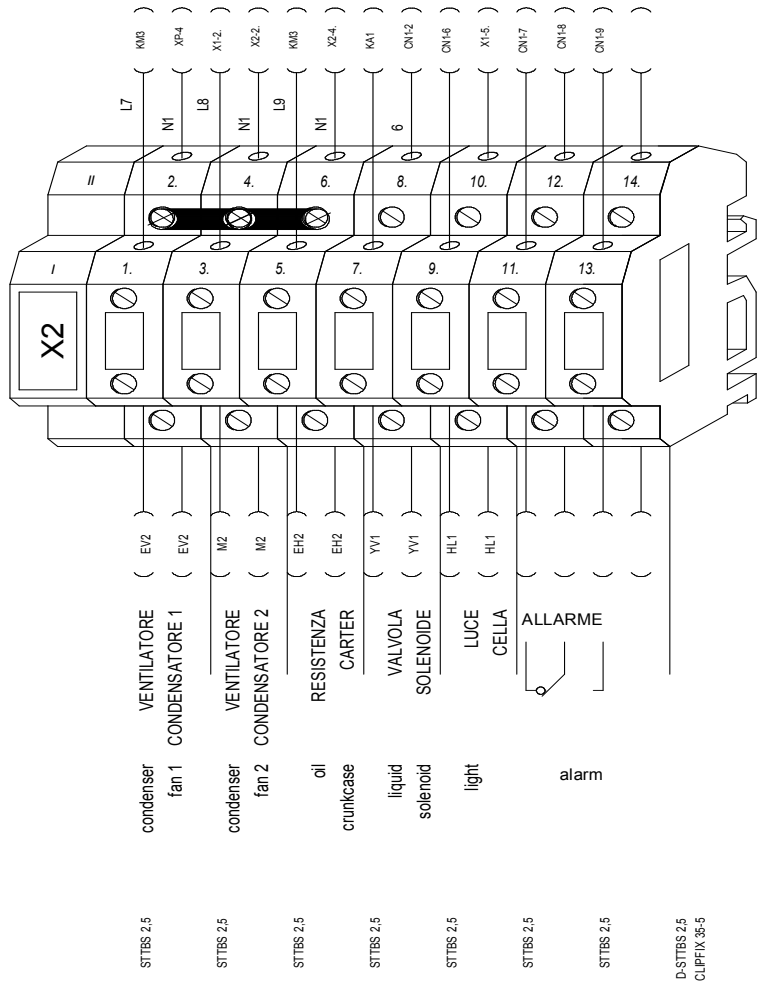 KM3
XP-4
X1-2.
X2-2.
KM3
X2-4.
KA1
CN1-2
CN1-6
X1-5.
CN1-7
CN1-8
CN1-9
L7
N1
L8
N1
L9
N1
6
II
2.
4.
6.
8.
10.
12.
14.
I
1.
3.
5.
7.
9.
11.
13.
X2
EV2
EV2
M2
M2
EH2
EH2
YV1
YV1
HL1
HL1
VENTILATORE
CONDENSATORE 1
VENTILATORE
CONDENSATORE 2
RESISTENZA
CARTER
VALVOLA
SOLENOIDE
LUCE
CELLA
ALLARME
condenser
fan 1
condenser
fan 2
oil
crunkcase
liquid
solenoid
light
alarm
STTBS 2,5
STTBS 2,5
STTBS 2,5
STTBS 2,5
STTBS 2,5
STTBS 2,5
STTBS 2,5
D-STTBS 2,5
CLIPFIX 35-5